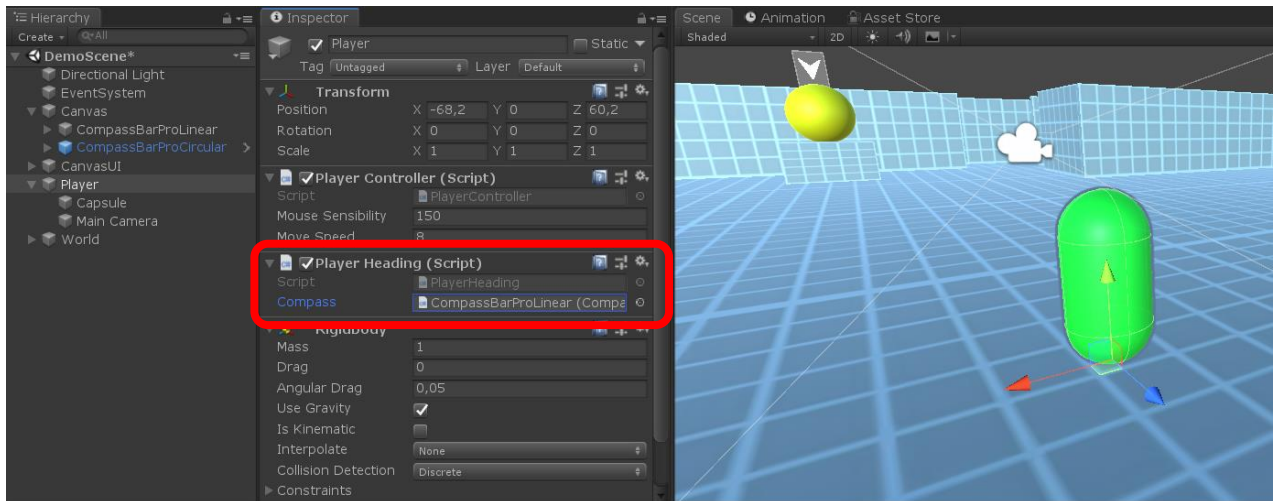 Hierarchy
Create
All
DemoScene*
Directional Light
EventSystem
Canvas
CompassBarProLinear
CompassBarProCircular
CanvasUI
Player
Capsule
Main Camera
World
Inspector
Player
Static
Tag Untagged Layer Default
Transform
Position X -68,2 Y 0 Z 60,2
Rotation X 0 Y 0 Z 0
Scale X 1 Y 1 Z 1
Player Controller (Script)
Script PlayerController
Mouse Sensibility 150
Move Speed 8
Player Heading (Script)
Script PlayerHeading
Compass CompassBarProLinear (Compa
Rigidbody
Mass 1
Drag 0
Angular Drag 0,05
Use Gravity
Is Kinematic
Interpolate None
Collision Detection Discrete
Constraints
Scene Animation Asset Store
Shaded 2D